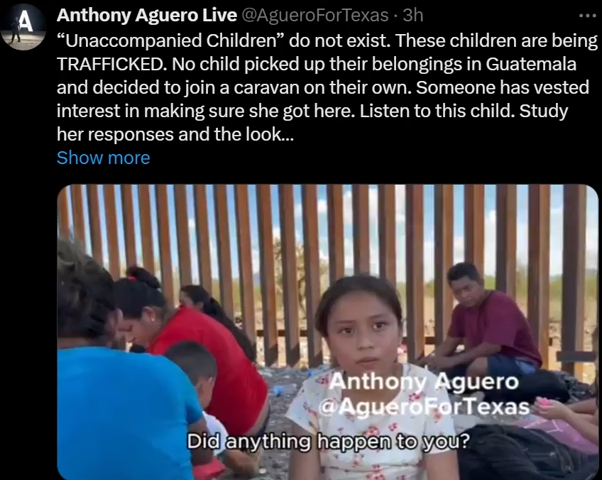 Anthony Aguero Live @AgueroForTexas · 3h
“Unaccompanied Children” do not exist. These children are being
TRAFFICKED. No child picked up their belongings in Guatemala
and decided to join a caravan on their own. Someone has vested
interest in making sure she got here. Listen to this child. Study
her responses and the look...
Show more
Anthony Aguero
@AgueroForTexas
Did anything happen to you?